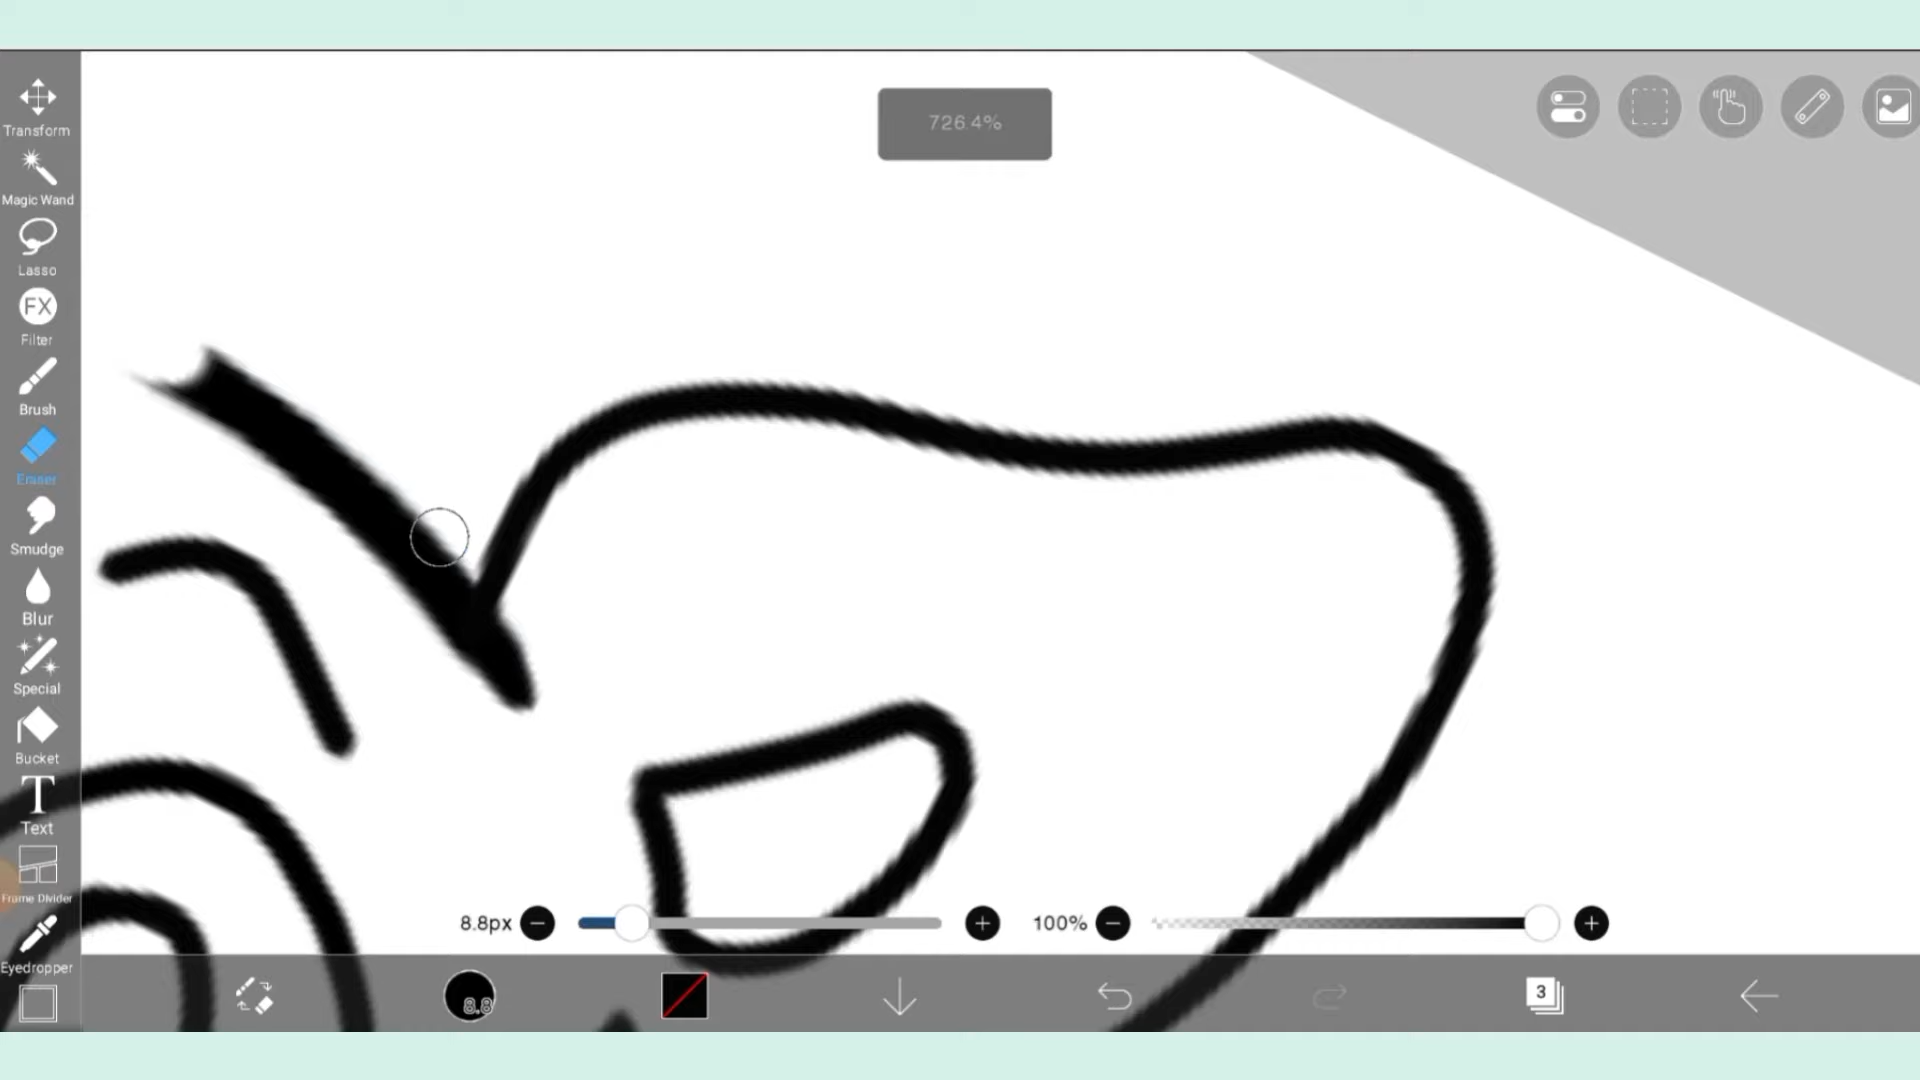 726.4%
Transform
Magic Wand
Lasso
FX
Filter
Brush
Eraser
Smudge
Blur
Special
Bucket
T
Text
Frame Divider
Eyedropper
8.8px
100%
8.8
3